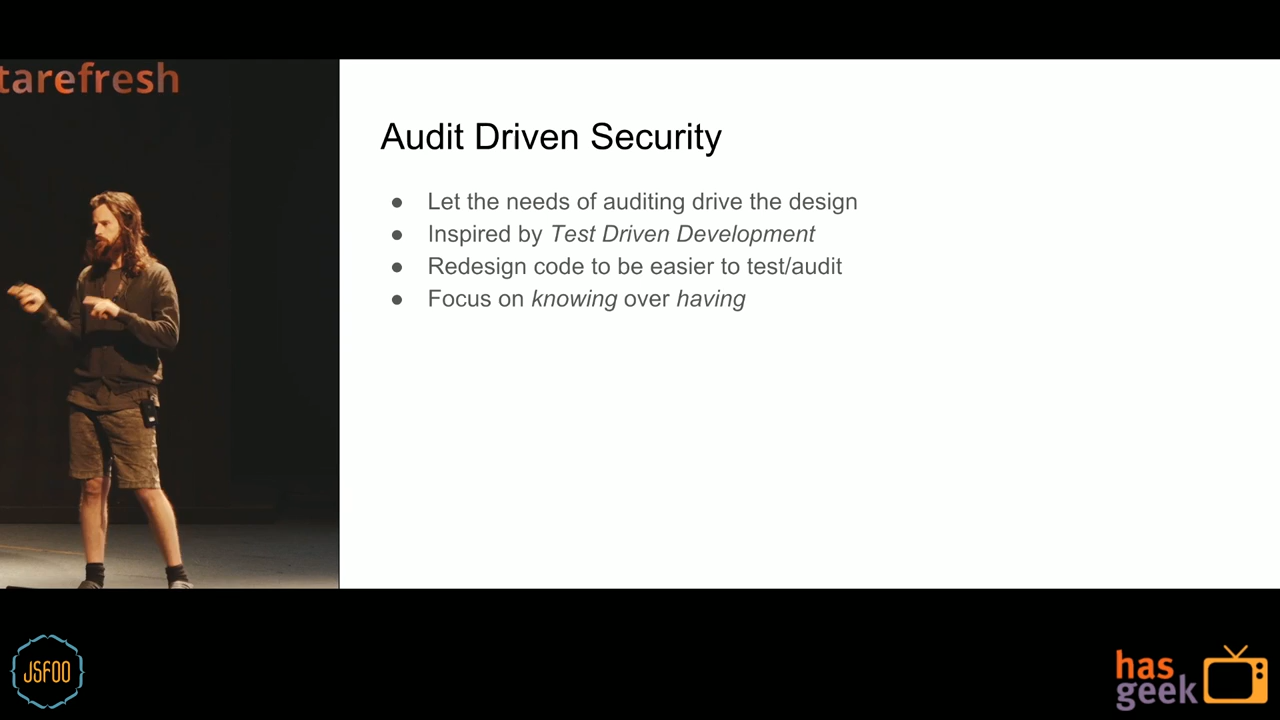 tarefresh
Audit Driven Security
● Let the needs of auditing drive the design
● Inspired by Test Driven Development
● Redesign code to be easier to test/audit
● Focus on knowing over having
JSFOO
has
geek